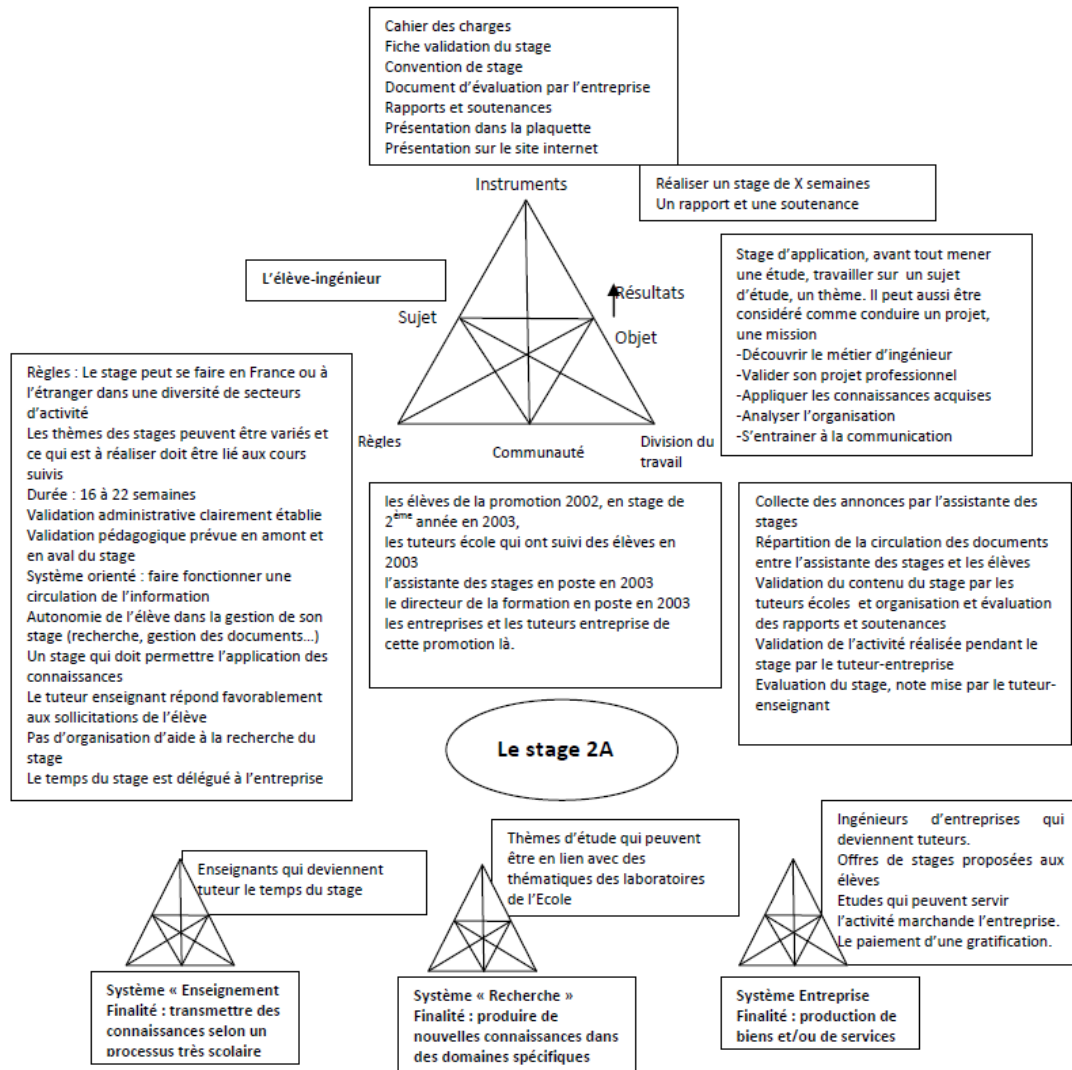 Cahier des charges
Fiche validation du stage
Convention de stage
Document d’évaluation par l’entreprise
Rapports et soutenances
Présentation dans la plaquette
Présentation sur le site internet
Instruments
Réaliser un stage de X semaines
Un rapport et une soutenance
L’élève-ingénieur
Sujet
Résultats
Objet
Stage d’application, avant tout mener
une étude, travailler sur un sujet
d’étude, un thème. Il peut aussi être
considéré comme conduire un projet,
une mission
-Découvrir le métier d’ingénieur
-Valider son projet professionnel
-Appliquer les connaissances acquises
-Analyser l’organisation
-S’entrainer à la communication
Règles
Communauté
Division du
travail
Règles : Le stage peut se faire en France ou à
l’étranger dans une diversité de secteurs
d’activité
Les thèmes des stages peuvent être variés et
ce qui est à réaliser doit être lié aux cours
suivis
Durée : 16 à 22 semaines
Validation administrative clairement établie
Validation pédagogique prévue en amont et
en aval du stage
Système orienté : faire fonctionner une
circulation de l’information
Autonomie de l’élève dans la gestion de son
stage (recherche, gestion des documents...)
Un stage qui doit permettre l’application des
connaissances
Le tuteur enseignant répond favorablement
aux sollicitations de l’élève
Pas d’organisation d’aide à la recherche du
stage
Le temps du stage est délégué à l’entreprise
les élèves de la promotion 2002, en stage de
2ème année en 2003,
les tuteurs école qui ont suivi des élèves en
2003
l’assistante des stages en poste en 2003
le directeur de la formation en poste en 2003
les entreprises et les tuteurs entreprise de
cette promotion là.
Collecte des annonces par l’assistante des
stages
Répartition de la circulation des documents
entre l’assistante des stages et les élèves
Validation du contenu du stage par les
tuteurs écoles et organisation et évaluation
des rapports et soutenances
Validation de l’activité réalisée pendant le
stage par le tuteur-entreprise
Evaluation du stage, note mise par le tuteur-
enseignant
Le stage 2A
Enseignants qui deviennent
tuteur le temps du stage
Thèmes d’étude qui peuvent
être en lien avec des
thématiques des laboratoires
de l’Ecole
Ingénieurs d’entreprises qui
deviennent tuteurs.
Offres de stages proposées aux
élèves
Etudes qui peuvent servir
l’activité marchande l’entreprise.
Le paiement d’une gratification.
Système « Enseignement
Finalité : transmettre des
connaissances selon un
processus très scolaire
Système « Recherche »
Finalité : produire de
nouvelles connaissances dans
des domaines spécifiques
Système Entreprise
Finalité : production de
biens et/ou de services